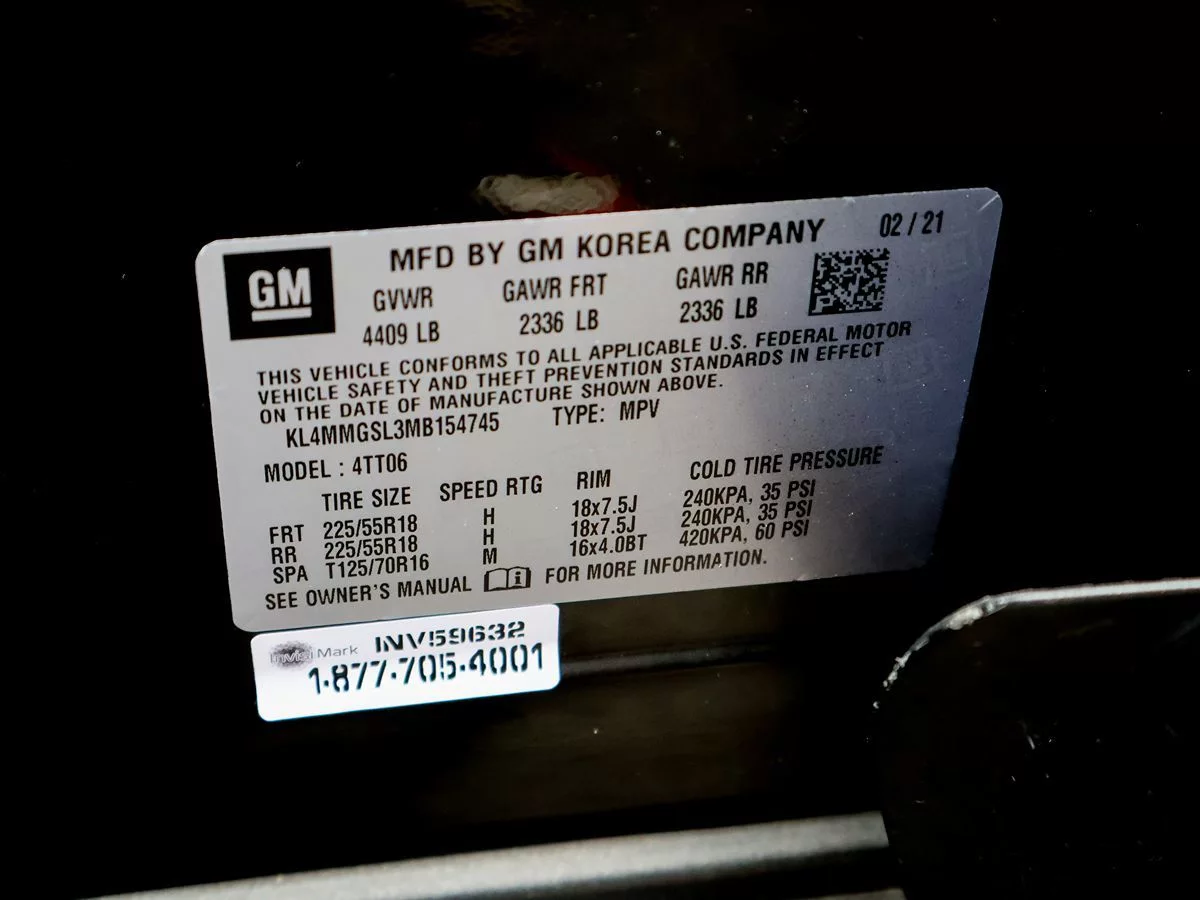 GM
MFD BY GM KOREA COMPANY 02 / 21
GVWR GAWR FRT GAWR RR
4409 LB 2336 LB 2336 LB
THIS VEHICLE CONFORMS TO ALL APPLICABLE U.S. FEDERAL MOTOR
VEHICLE SAFETY AND THEFT PREVENTION STANDARDS IN EFFECT
ON THE DATE OF MANUFACTURE SHOWN ABOVE.
KL4MMGSL3MB154745 TYPE: MPV
MODEL : 4TT06
TIRE SIZE SPEED RTG RIM COLD TIRE PRESSURE
FRT 225/55R18 H 18x7.5J 240KPA, 35 PSI
RR 225/55R18 H 18x7.5J 240KPA, 35 PSI
SPA T125/70R16 M 16x4.0BT 420KPA, 60 PSI
SEE OWNER'S MANUAL FOR MORE INFORMATION.
InvisiMark INV59632
1-877-705-4001